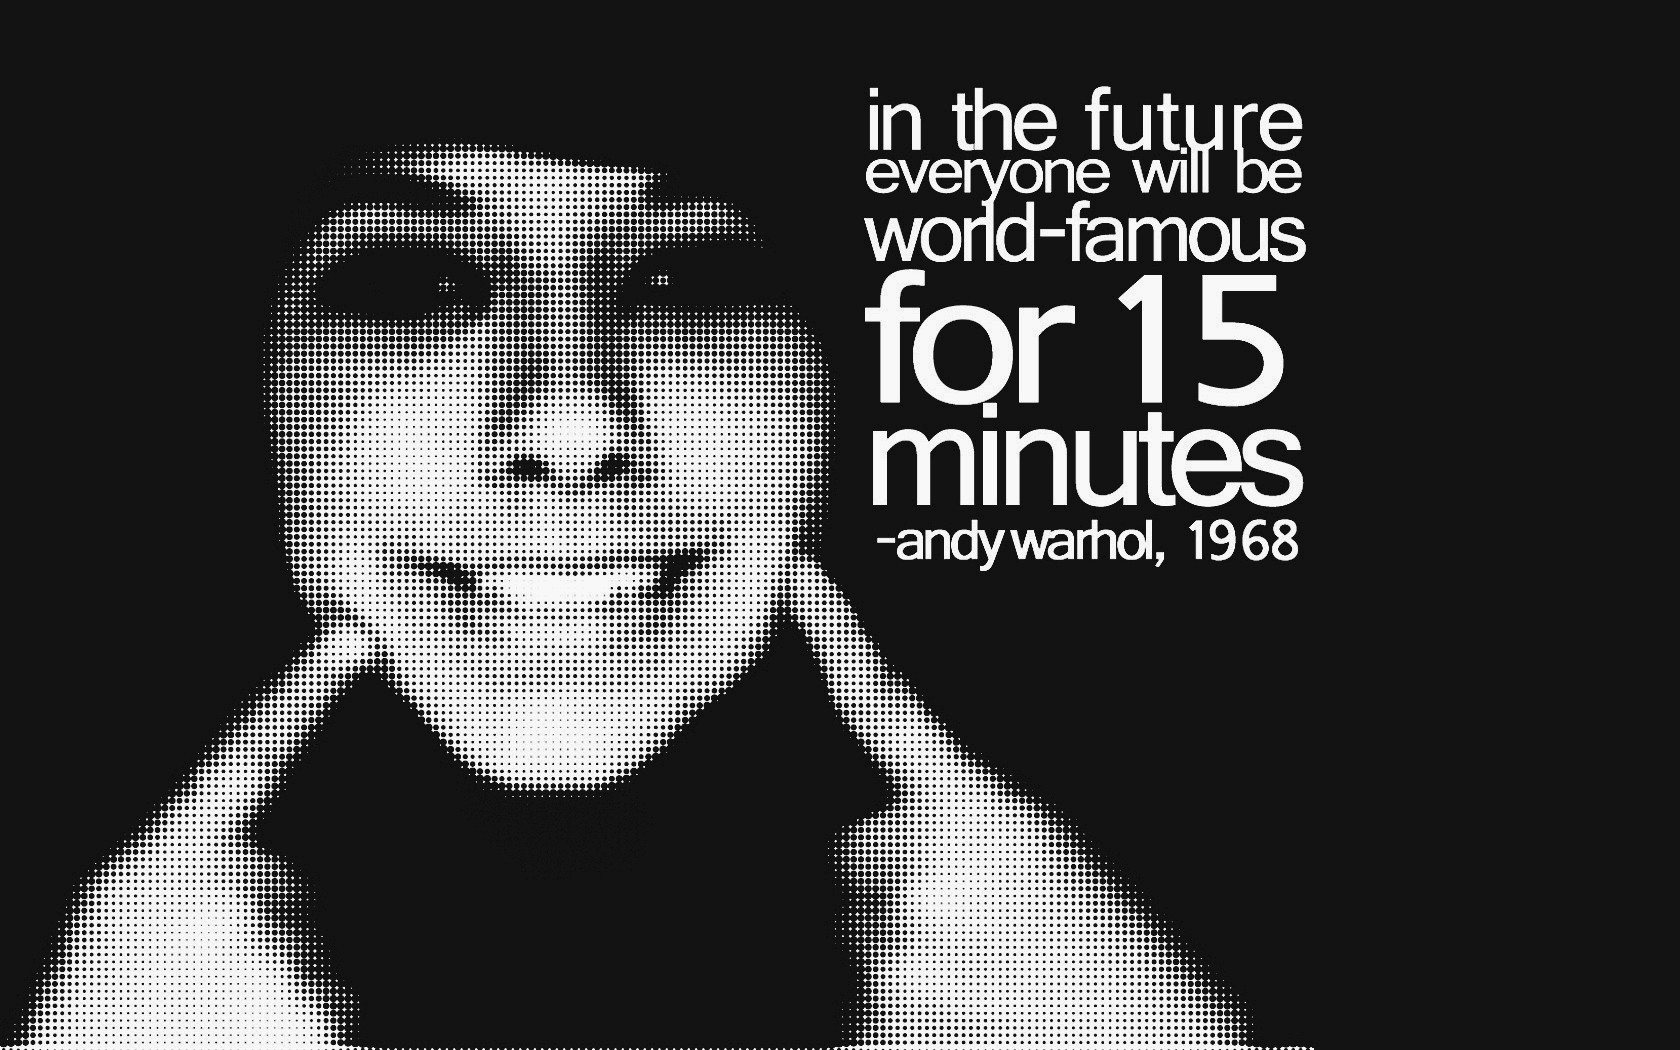 in the future
everyone will be
world-famous
for 15
minutes
-andy warhol, 1968